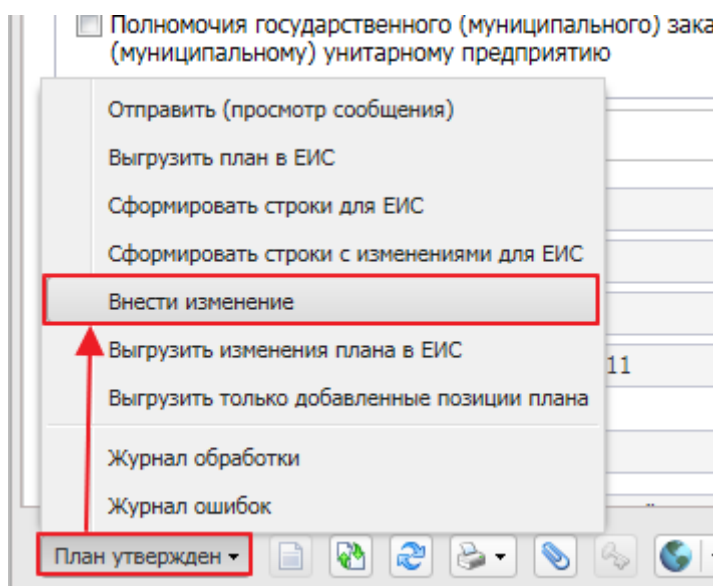 Полномочия государственного (муниципального)
(муниципальному) унитарному предприятию
Отправить (просмотр сообщения)
Выгрузить план в ЕИС
Сформировать строки для ЕИС
Сформировать строки с изменениями для ЕИС
Внести изменение
Выгрузить изменения плана в ЕИС
11
Выгрузить только добавленные позиции плана
Журнал обработки
Журнал ошибок
План утвержден